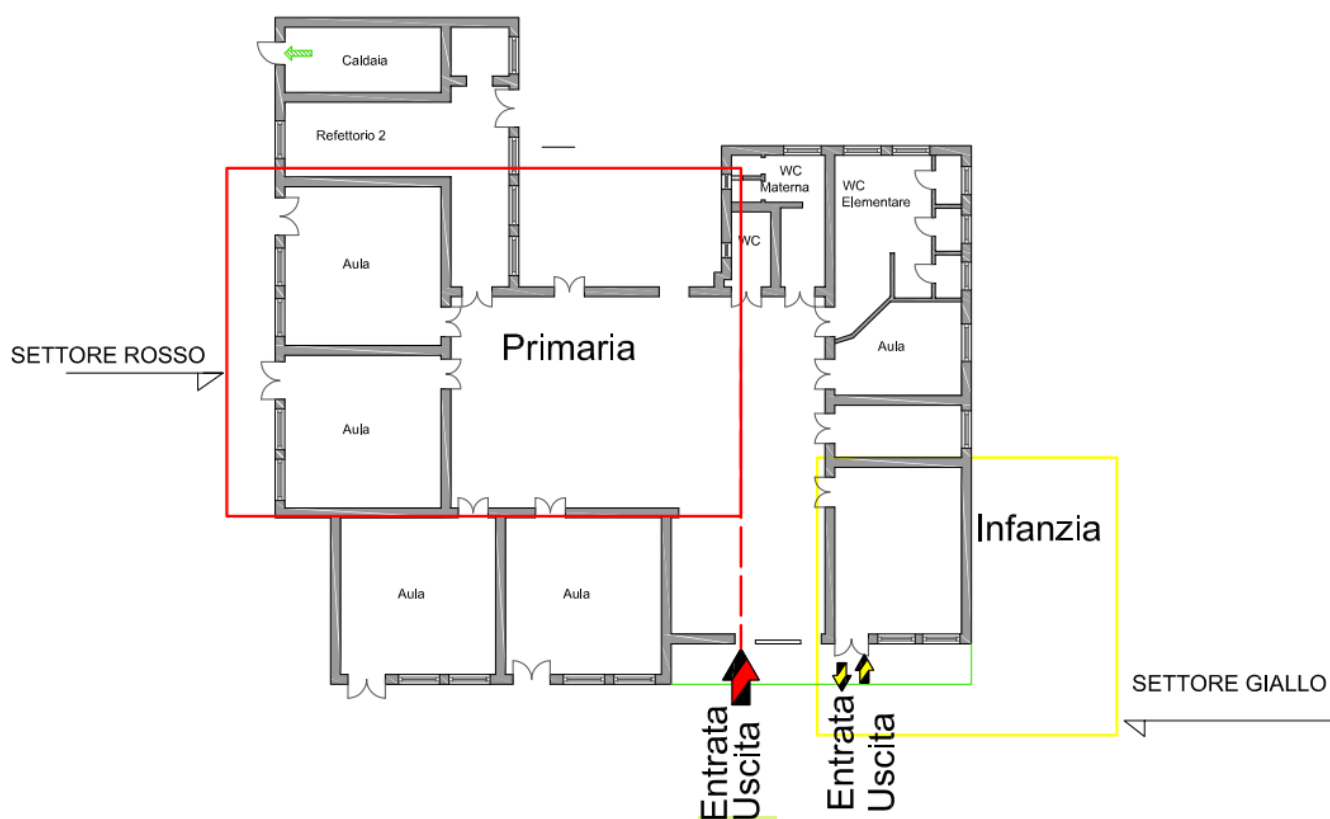 Caldaia
Refettorio 2
WC
Materna
WC
Elementare
WC
Aula
Primaria
SETTORE ROSSO
Aula
Aula
Infanzia
Aula
Aula
SETTORE GIALLO
Entrata
Uscita
Entrata
Uscita